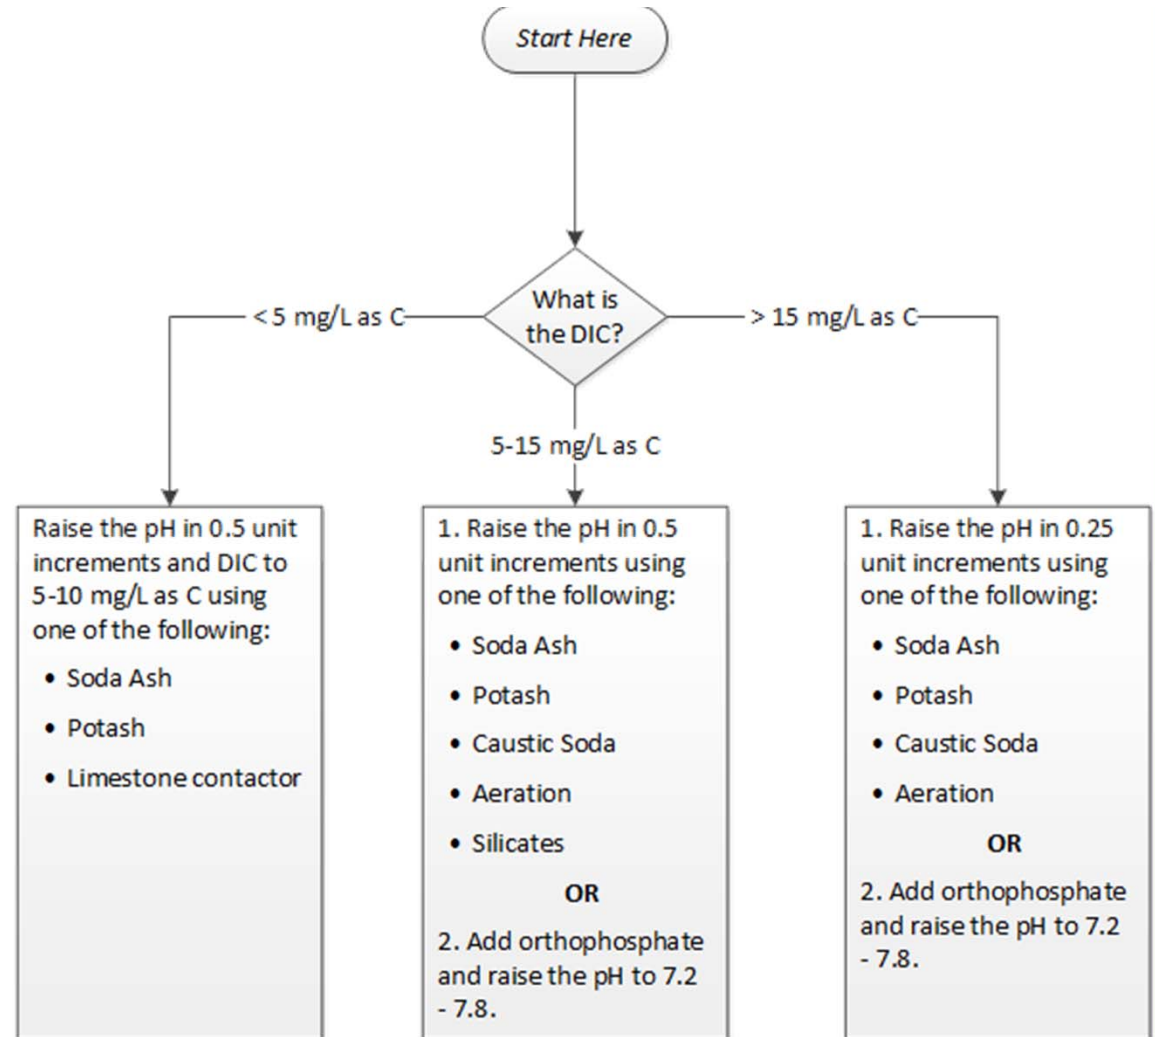 Start Here
What is
the DIC?
< 5 mg/L as C
> 15 mg/L as C
5-15 mg/L as C
Raise the pH in 0.5 unit
increments and DIC to
5-10 mg/L as C using
one of the following:
• Soda Ash
• Potash
• Limestone contactor
1. Raise the pH in 0.5
unit increments using
one of the following:
• Soda Ash
• Potash
• Caustic Soda
• Aeration
• Silicates
OR
2. Add orthophosphate
and raise the pH to 7.2
- 7.8.
1. Raise the pH in 0.25
unit increments using
one of the following:
• Soda Ash
• Potash
• Caustic Soda
• Aeration
OR
2. Add orthophosphate
and raise the pH to 7.2
- 7.8.